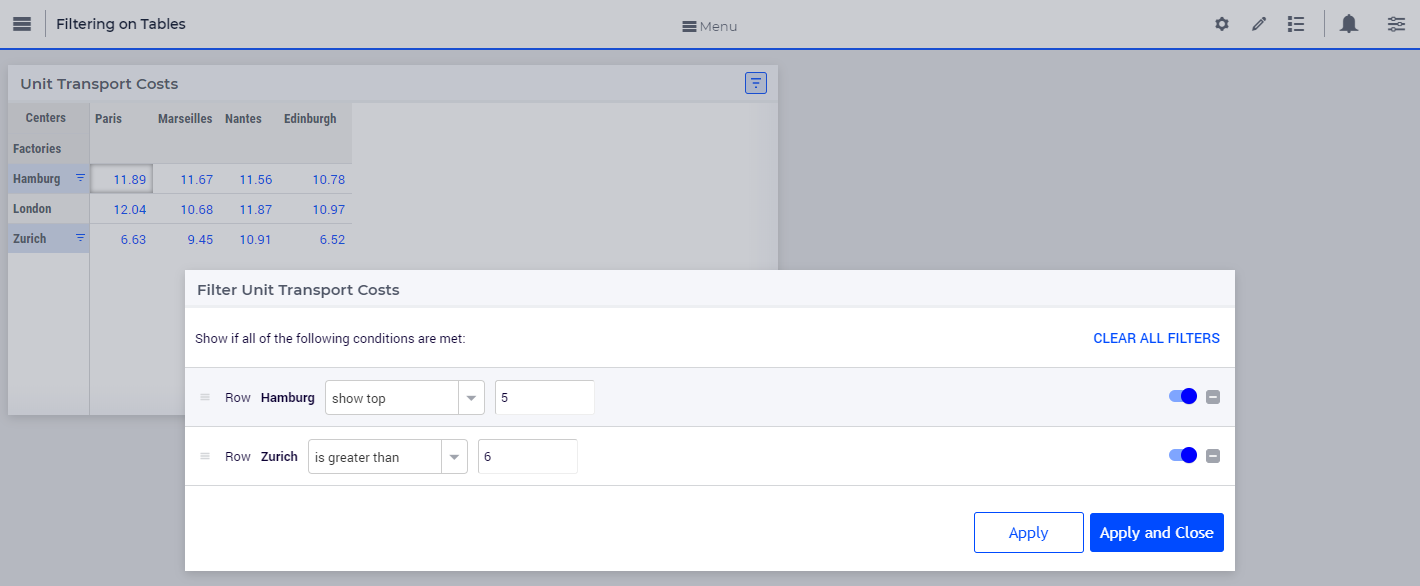 Filtering on Tables
Menu
Unit Transport Costs
Centers Paris Marseilles Nantes Edinburgh
Factories
Hamburg 11.89 11.67 11.56 10.78
London 12.04 10.68 11.87 10.97
Zurich 6.63 9.45 10.91 6.52
Filter Unit Transport Costs
Show if all of the following conditions are met: CLEAR ALL FILTERS
Row Hamburg show top 5
Row Zurich is greater than 6
Apply Apply and Close